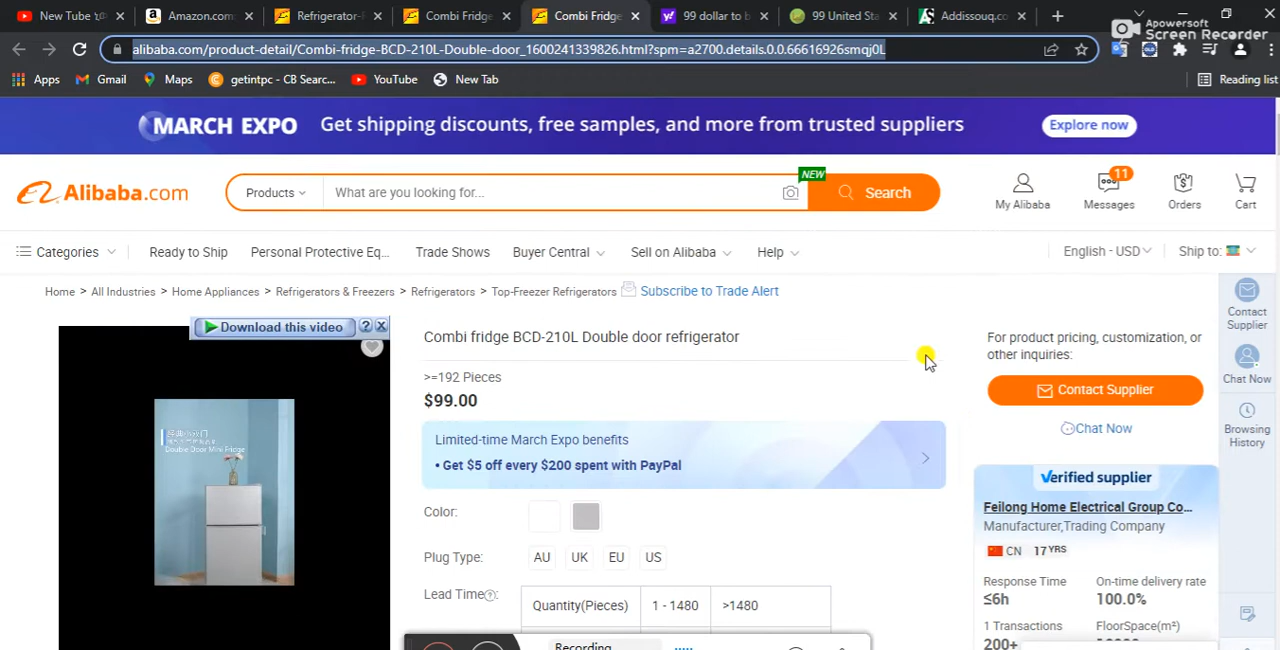 New Tube
Amazon.com:
Refrigerator-
Combi Fridge
Combi Fridge
99 dollar to b
99 United Sta
Addissouq.co
Apowersoft
Screen Recorder
alibaba.com/product-detail/Combi-fridge-BCD-210L-Double-door_1600241339826.html?spm=a2700.details.0.0.66616926smqj0L
Apps
Gmail
Maps
getintpc - CB Searc...
YouTube
New Tab
Reading list
MARCH EXPO
Get shipping discounts, free samples, and more from trusted suppliers
Explore now
Alibaba.com
Products
What are you looking for...
NEW
Search
My Alibaba
11
Messages
Orders
Cart
Categories
Ready to Ship
Personal Protective Eq...
Trade Shows
Buyer Central
Sell on Alibaba
Help
English - USD
Ship to:
Home > All Industries > Home Appliances > Refrigerators & Freezers > Refrigerators > Top-Freezer Refrigerators
Subscribe to Trade Alert
Download this video
Double Door Mini Fridge
Combi fridge BCD-210L Double door refrigerator
>=192 Pieces
$99.00
Limited-time March Expo benefits
• Get $5 off every $200 spent with PayPal
Color:
Plug Type:
AU
UK
EU
US
Lead Time
Quantity(Pieces)
1 - 1480
>1480
Recording
For product pricing, customization, or
other inquiries:
Contact Supplier
Chat Now
Verified supplier
Feilong Home Electrical Group Co...
Manufacturer,Trading Company
CN
17 YRS
Response Time
≤6h
On-time delivery rate
100.0%
1 Transactions
200+
FloorSpace(m²)
Contact
Supplier
Chat Now
Browsing
History